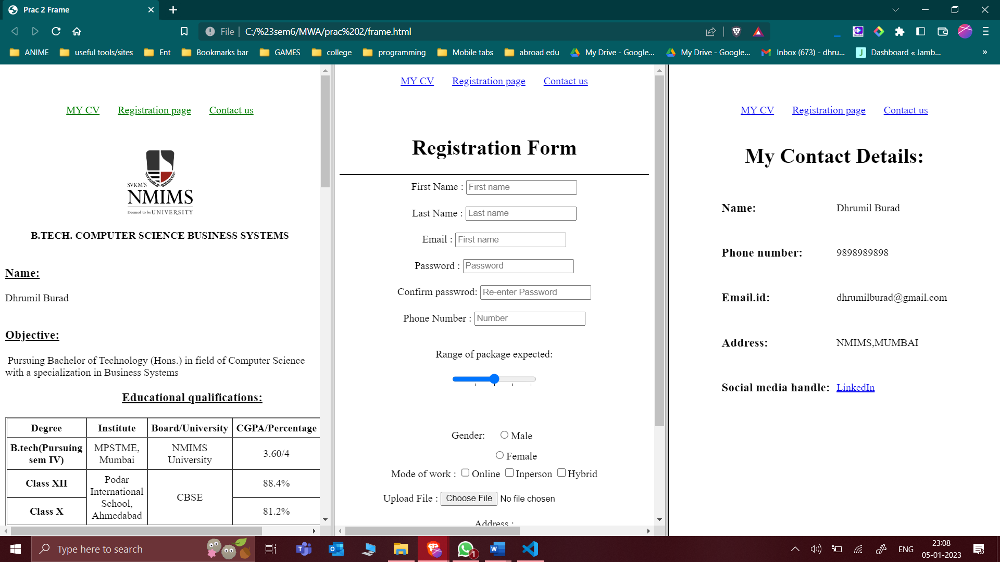 Prac 2 Frame
File | C:/%23sem6/MWA/prac%202/frame.html
ANIME useful tools/sites Ent Bookmarks bar GAMES college programming Mobile tabs abroad edu My Drive - Google... My Drive - Google... Inbox (673) - dhru... J Dashboard « Jamb... »
MY CV Registration page Contact us
SVKM'S
NMIMS
Deemed to be UNIVERSITY
B.TECH. COMPUTER SCIENCE BUSINESS SYSTEMS
Name:
Dhrumil Burad
Objective:
Pursuing Bachelor of Technology (Hons.) in field of Computer Science
with a specialization in Business Systems
Educational qualifications:
Degree Institute Board/University CGPA/Percentage
B.tech(Pursuing
sem IV)
MPSTME,
Mumbai
NMIMS
University
3.60/4
Class XII
Podar
International
School,
Ahmedabad
CBSE
88.4%
Class X
81.2%
MY CV Registration page Contact us
Registration Form
First Name : First name
Last Name : Last name
Email : First name
Password : Password
Confirm passwrod: Re-enter Password
Phone Number : Number
Range of package expected:
Gender: Male
Female
Mode of work : Online Inperson Hybrid
Upload File : Choose File No file chosen
Address :
MY CV Registration page Contact us
My Contact Details:
Name: Dhrumil Burad
Phone number: 9898989898
Email.id: dhrumilburad@gmail.com
Address: NMIMS,MUMBAI
Social media handle: LinkedIn
Type here to search
1
ENG
23:08
05-01-2023